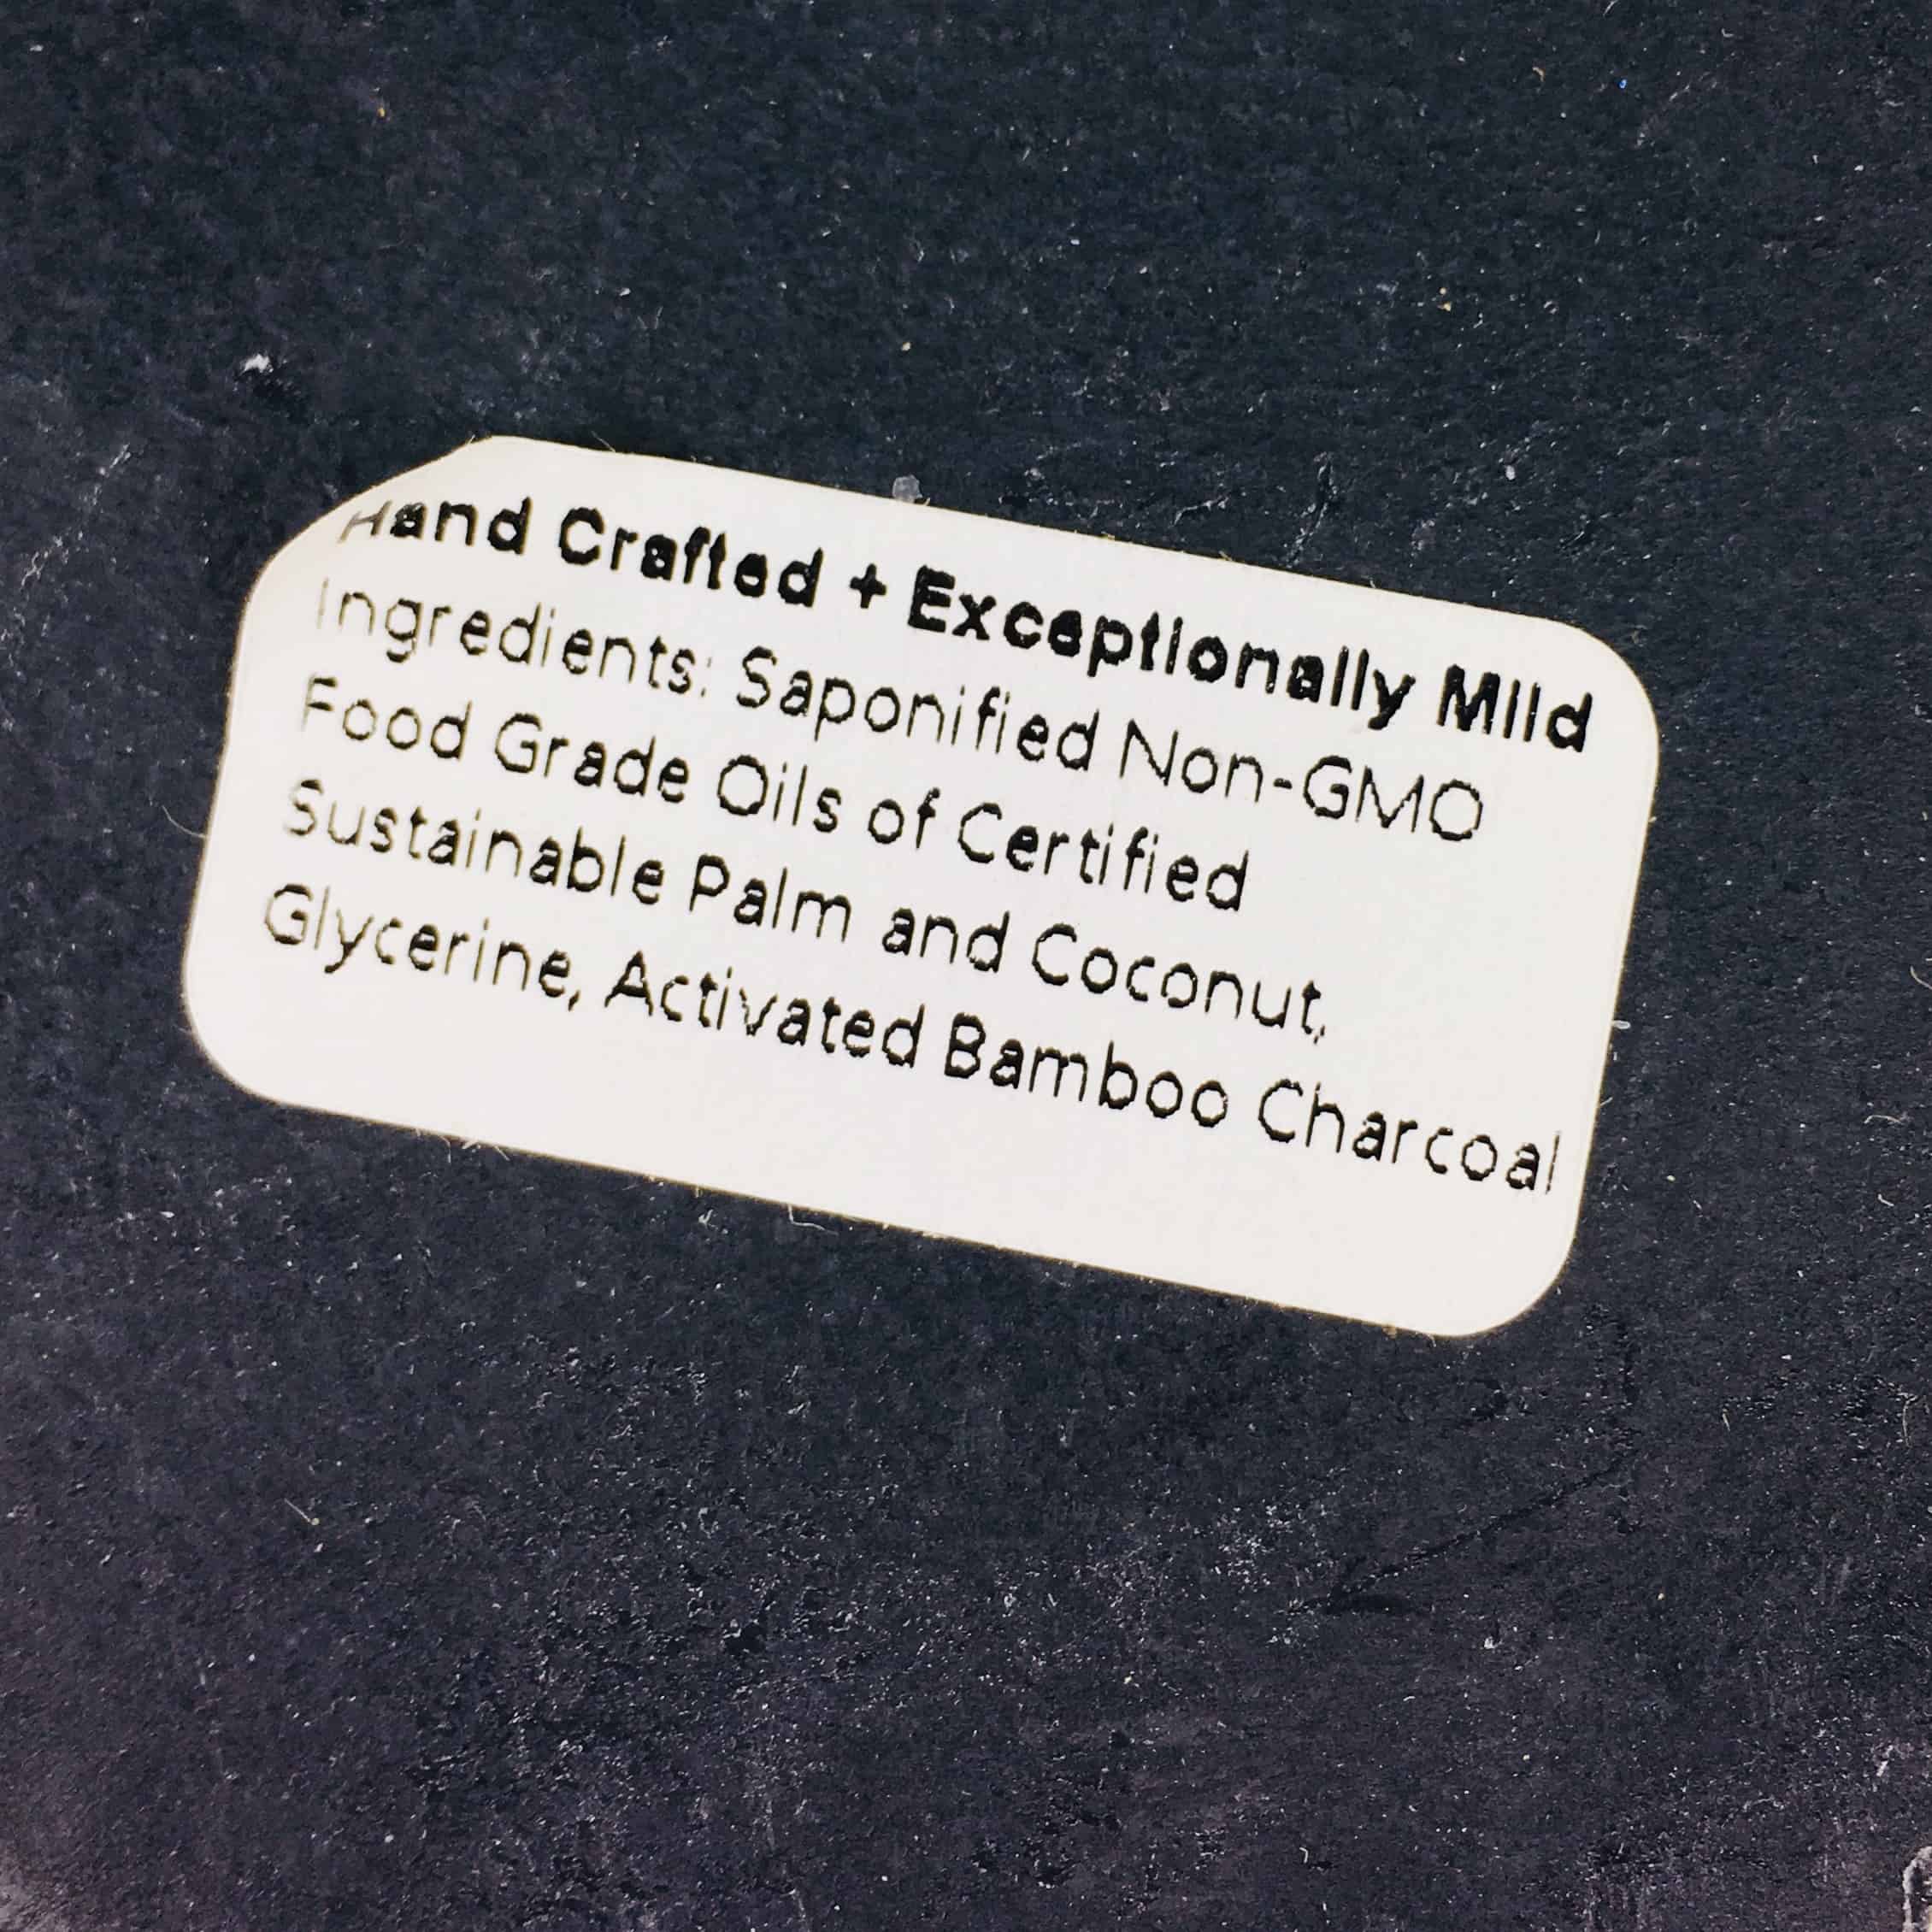 Hand Crafted + Exceptionally Mild
Ingredients: Saponified Non-GMO
Food Grade Oils of Certified
Sustainable Palm and Coconut,
Glycerine, Activated Bamboo Charcoal